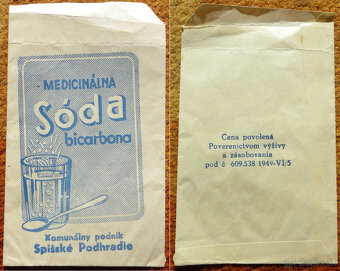 MEDICINÁLNA
Sóda
bicarbona
Komunálny podnik
Spišské Podhradie
Cena povolená
Povereníctvom výživy
a zásobovania
pod č 609.538 1949-VI/5